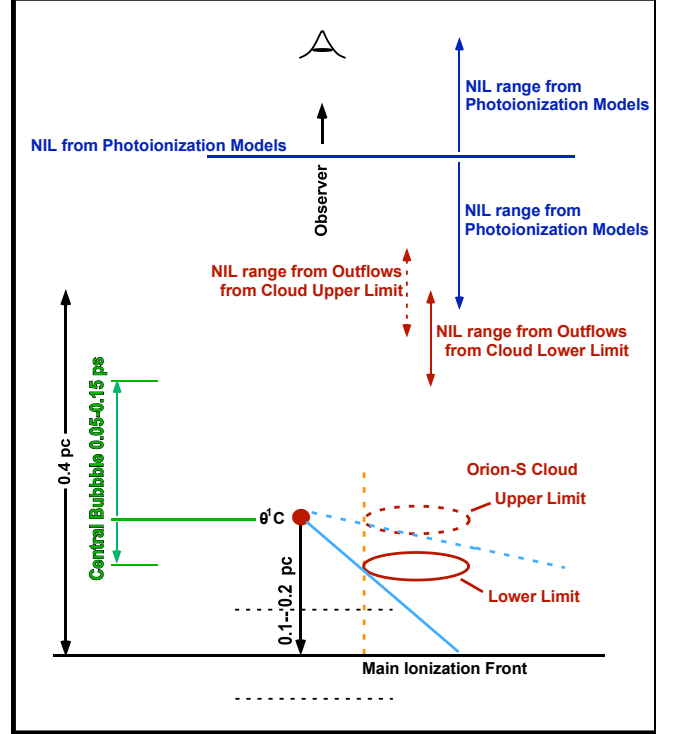 NIL range from
Photoionization Models
NIL from Photoionization Models
Observer
NIL range from
Photoionization Models
NIL range from Outflows
from Cloud Upper Limit
NIL range from Outflows
from Cloud Lower Limit
0.4 pc
Central Bubbble 0.05-0.15 ps
Orion-S Cloud
Upper Limit
θ¹C
Lower Limit
0.1-- 0.2 pc
Main Ionization Front